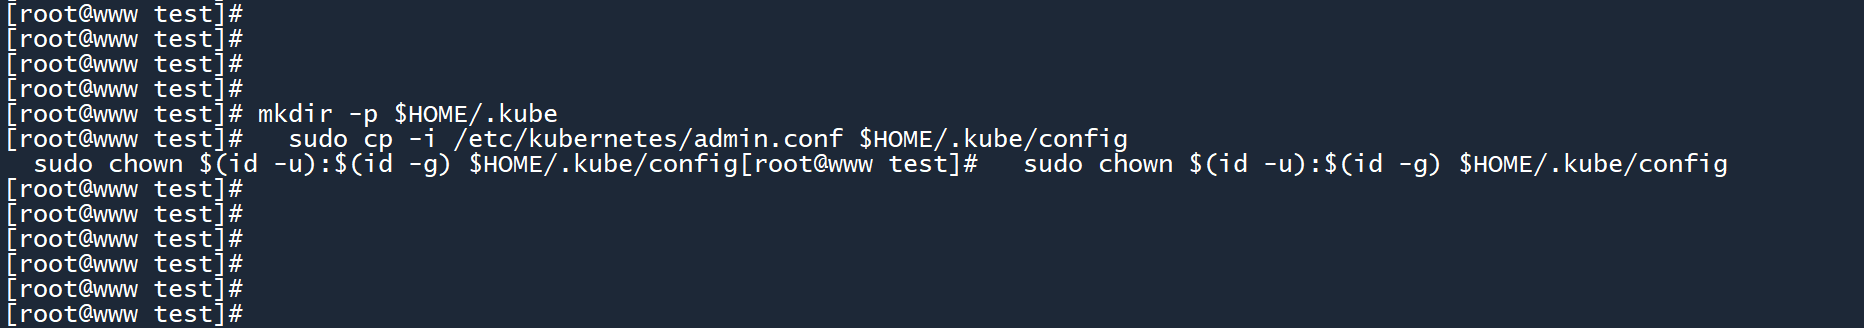 [root@www test]#
[root@www test]#
[root@www test]#
[root@www test]#
[root@www test]# mkdir -p $HOME/.kube
[root@www test]#   sudo cp -i /etc/kubernetes/admin.conf $HOME/.kube/config
  sudo chown $(id -u):$(id -g) $HOME/.kube/config[root@www test]#   sudo chown $(id -u):$(id -g) $HOME/.kube/config
[root@www test]#
[root@www test]#
[root@www test]#
[root@www test]#
[root@www test]#
[root@www test]#